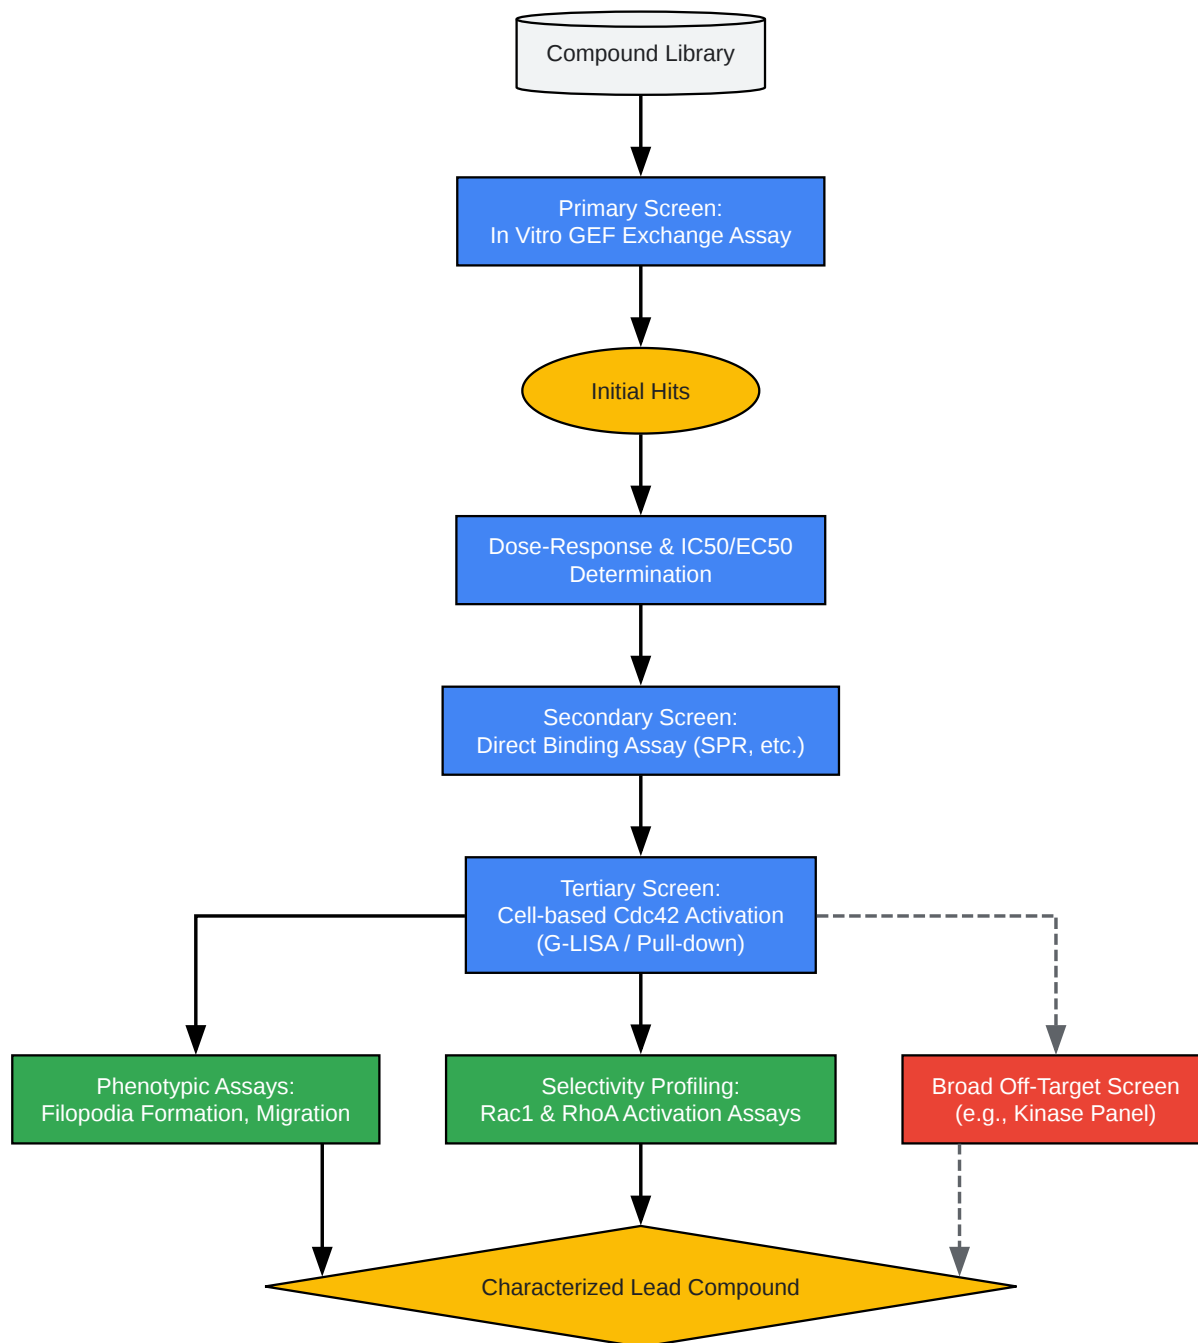 Compound Library
Primary Screen:
In Vitro GEF Exchange Assay
Initial Hits
Dose-Response & IC50/EC50
Determination
Secondary Screen:
Direct Binding Assay (SPR, etc.)
Tertiary Screen:
Cell-based Cdc42 Activation
(G-LISA / Pull-down)
Phenotypic Assays:
Filopodia Formation, Migration
Selectivity Profiling:
Rac1 & RhoA Activation Assays
Broad Off-Target Screen
(e.g., Kinase Panel)
Characterized Lead Compound